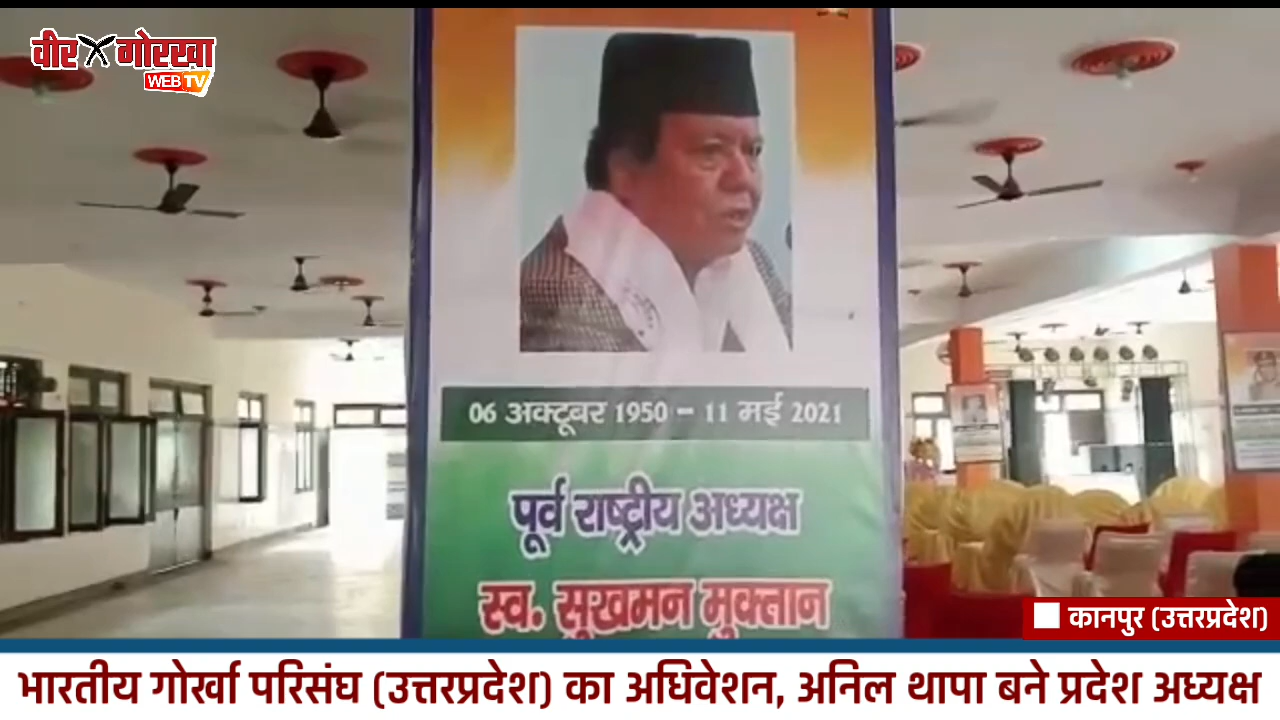 वीर गोरखा
WEB TV
06 अक्टूबर 1950 - 11 मई 2021
पूर्व राष्ट्रीय अध्यक्ष
स्व. सुखमन मुक्तान
कानपुर (उत्तरप्रदेश)
भारतीय गोर्खा परिसंघ (उत्तरप्रदेश) का अधिवेशन, अनिल थापा बने प्रदेश अध्यक्ष